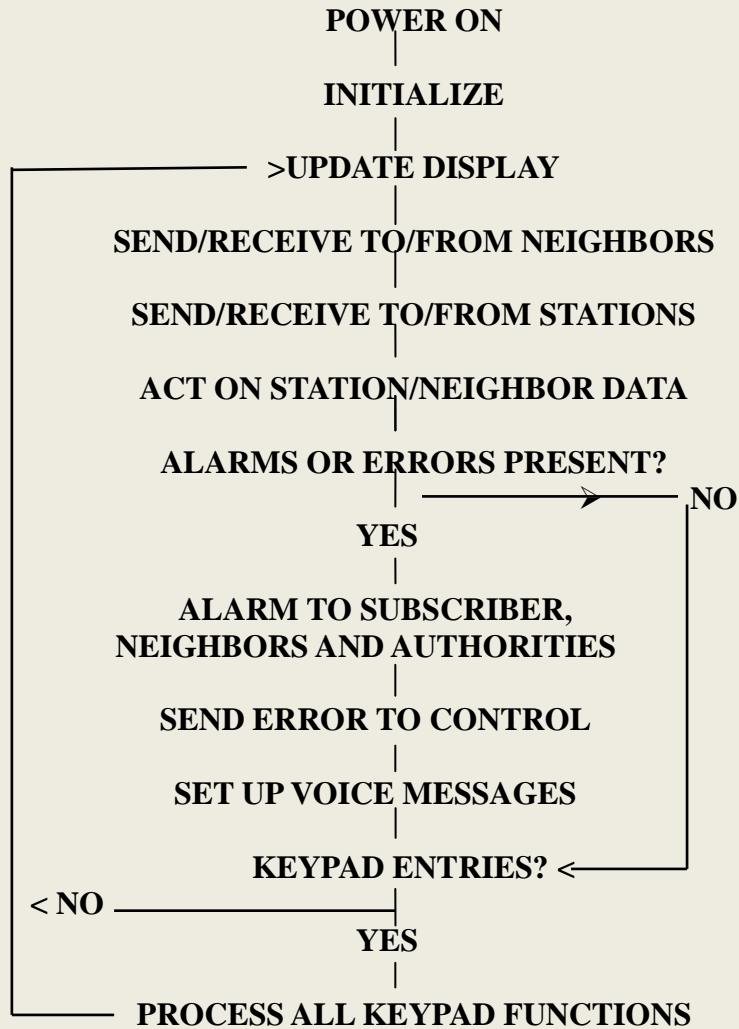 POWER ON
INITIALIZE
>UPDATE DISPLAY
SEND/RECEIVE TO/FROM NEIGHBORS
SEND/RECEIVE TO/FROM STATIONS
ACT ON STATION/NEIGHBOR DATA
ALARMS OR ERRORS PRESENT?
NO
YES
ALARM TO SUBSCRIBER,
NEIGHBORS AND AUTHORITIES
SEND ERROR TO CONTROL
SET UP VOICE MESSAGES
KEYPAD ENTRIES? <
< NO
YES
PROCESS ALL KEYPAD FUNCTIONS